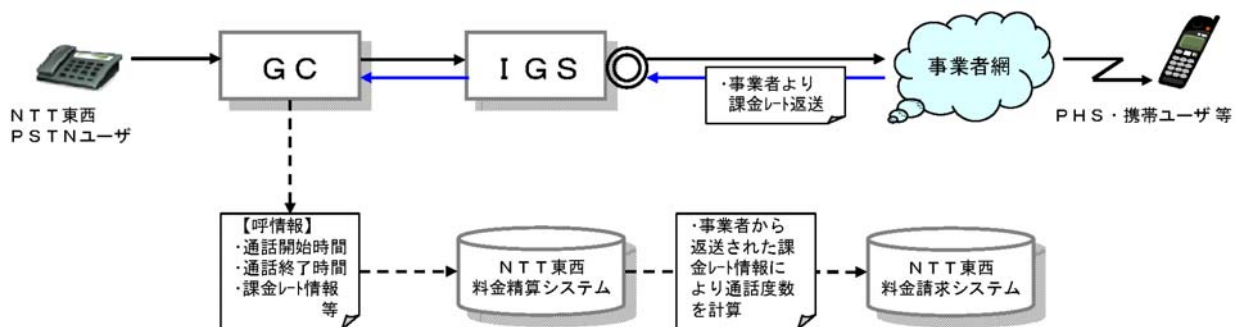 NTT東西
PSTNユーザ
GC
IGS
・事業者より
課金レート返送
事業者網
PHS・携帯ユーザ等
【呼情報】
・通話開始時間
・通話終了時間
・課金レート情報
等
NTT東西
料金精算システム
・事業者から
返送された課
金レート情報に
より通話度数
を計算
NTT東西
料金請求システム